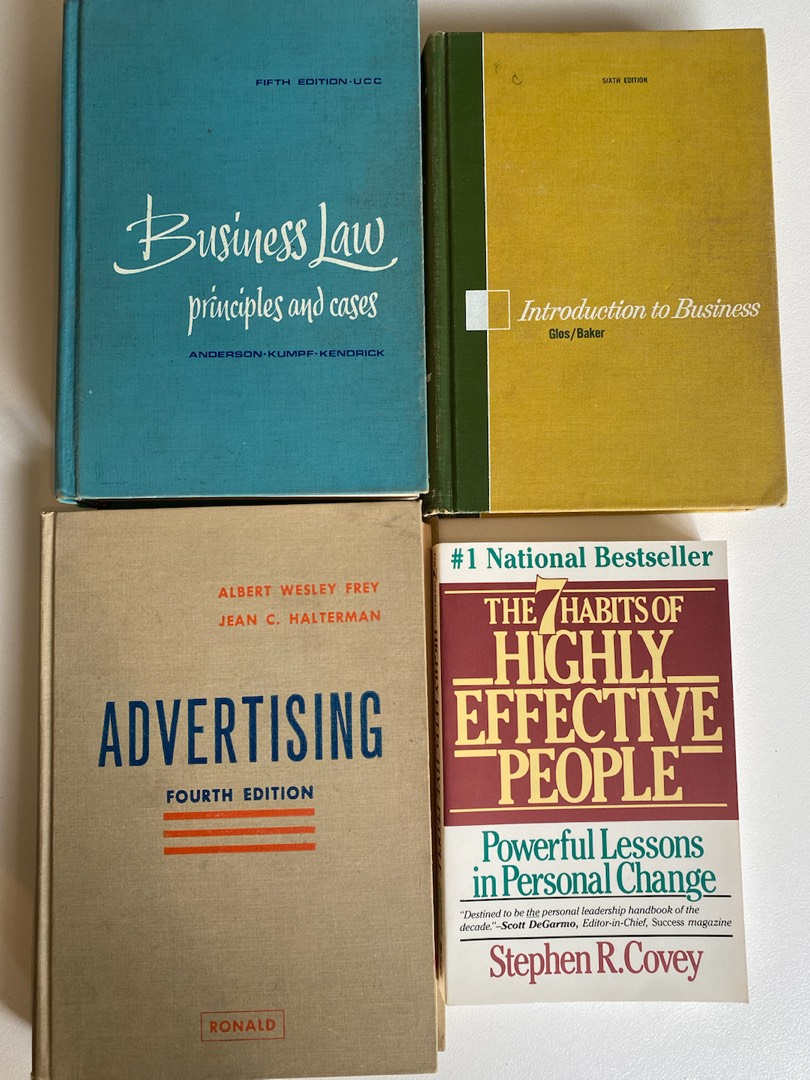 FIFTH EDITION·UCC
Business Law
principles and cases
ANDERSON·KUMPF·KENDRICK
SIXTH EDITION
Introduction to Business
Glos/Baker
ALBERT WESLEY FREY
JEAN C. HALTERMAN
ADVERTISING
FOURTH EDITION
RONALD
#1 National Bestseller
THE 7 HABITS OF
HIGHLY
EFFECTIVE
PEOPLE
Powerful Lessons
in Personal Change
"Destined to be the personal leadership handbook of the
decade."–Scott DeGarmo, Editor-in-Chief, Success magazine
Stephen R. Covey